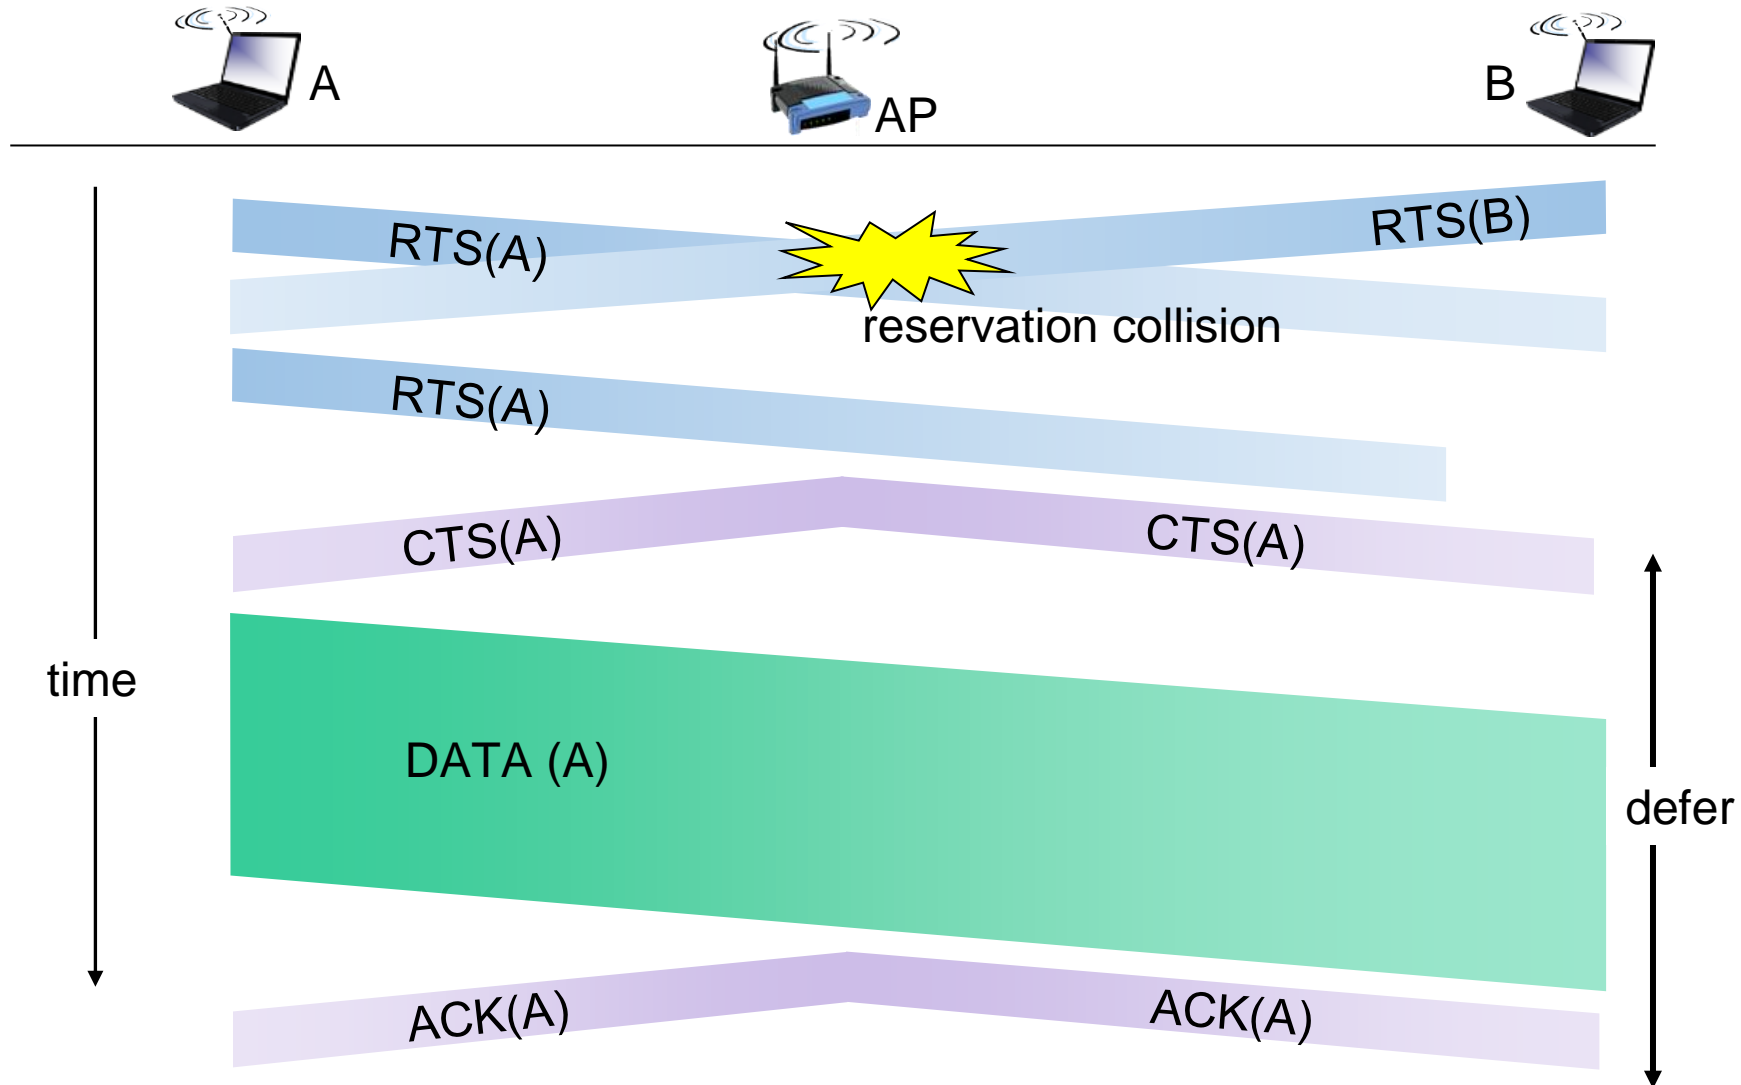 A
AP
B
RTS(A)
RTS(B)
reservation collision
RTS(A)
CTS(A)
CTS(A)
time
DATA (A)
defer
ACK(A)
ACK(A)